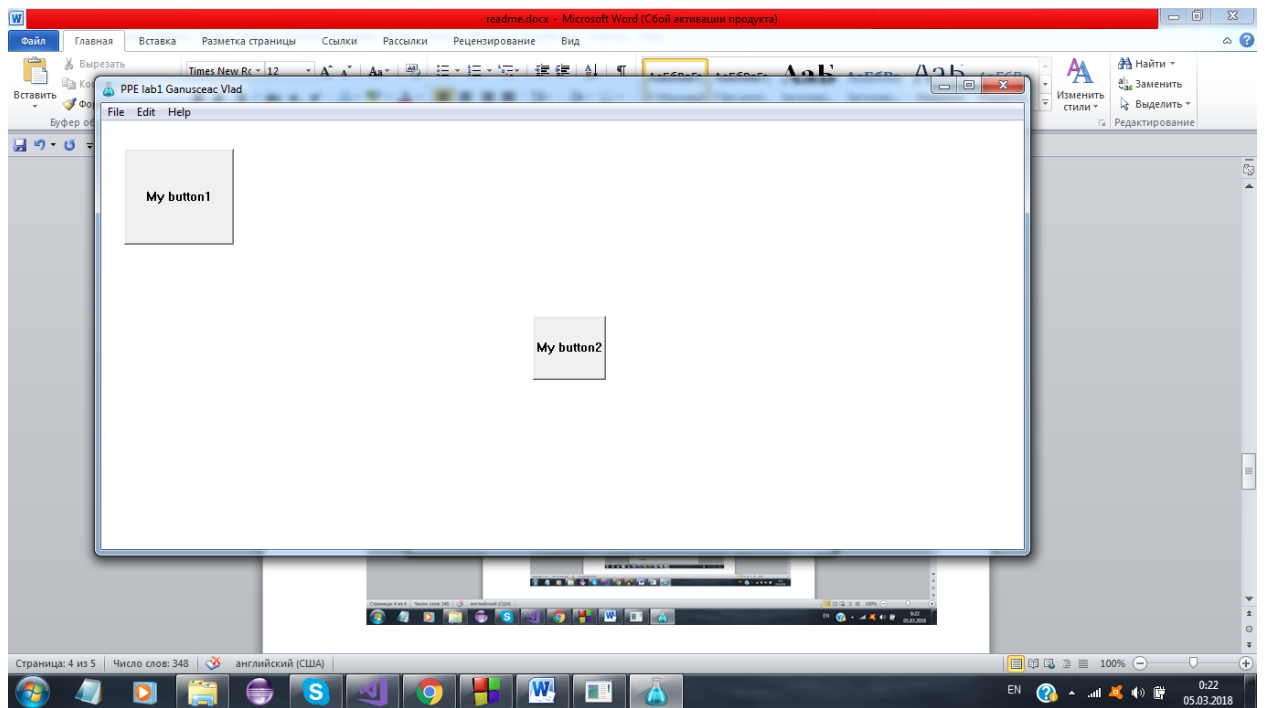 readme.docx - Microsoft Word (Сбой активации продукта)
Файл Главная Вставка Разметка страницы Ссылки Рассылки Рецензирование Вид
Вырезать
Вставить
Times New Rc 12
Изменить стили
Найти
Заменить
Выделить
Редактирование
PPE lab1 Ganusceac Vlad
File Edit Help
My button1
My button2
Страница: 4 из 5 Число слов: 348 английский (США) 100%
EN 0:22
05.03.2018